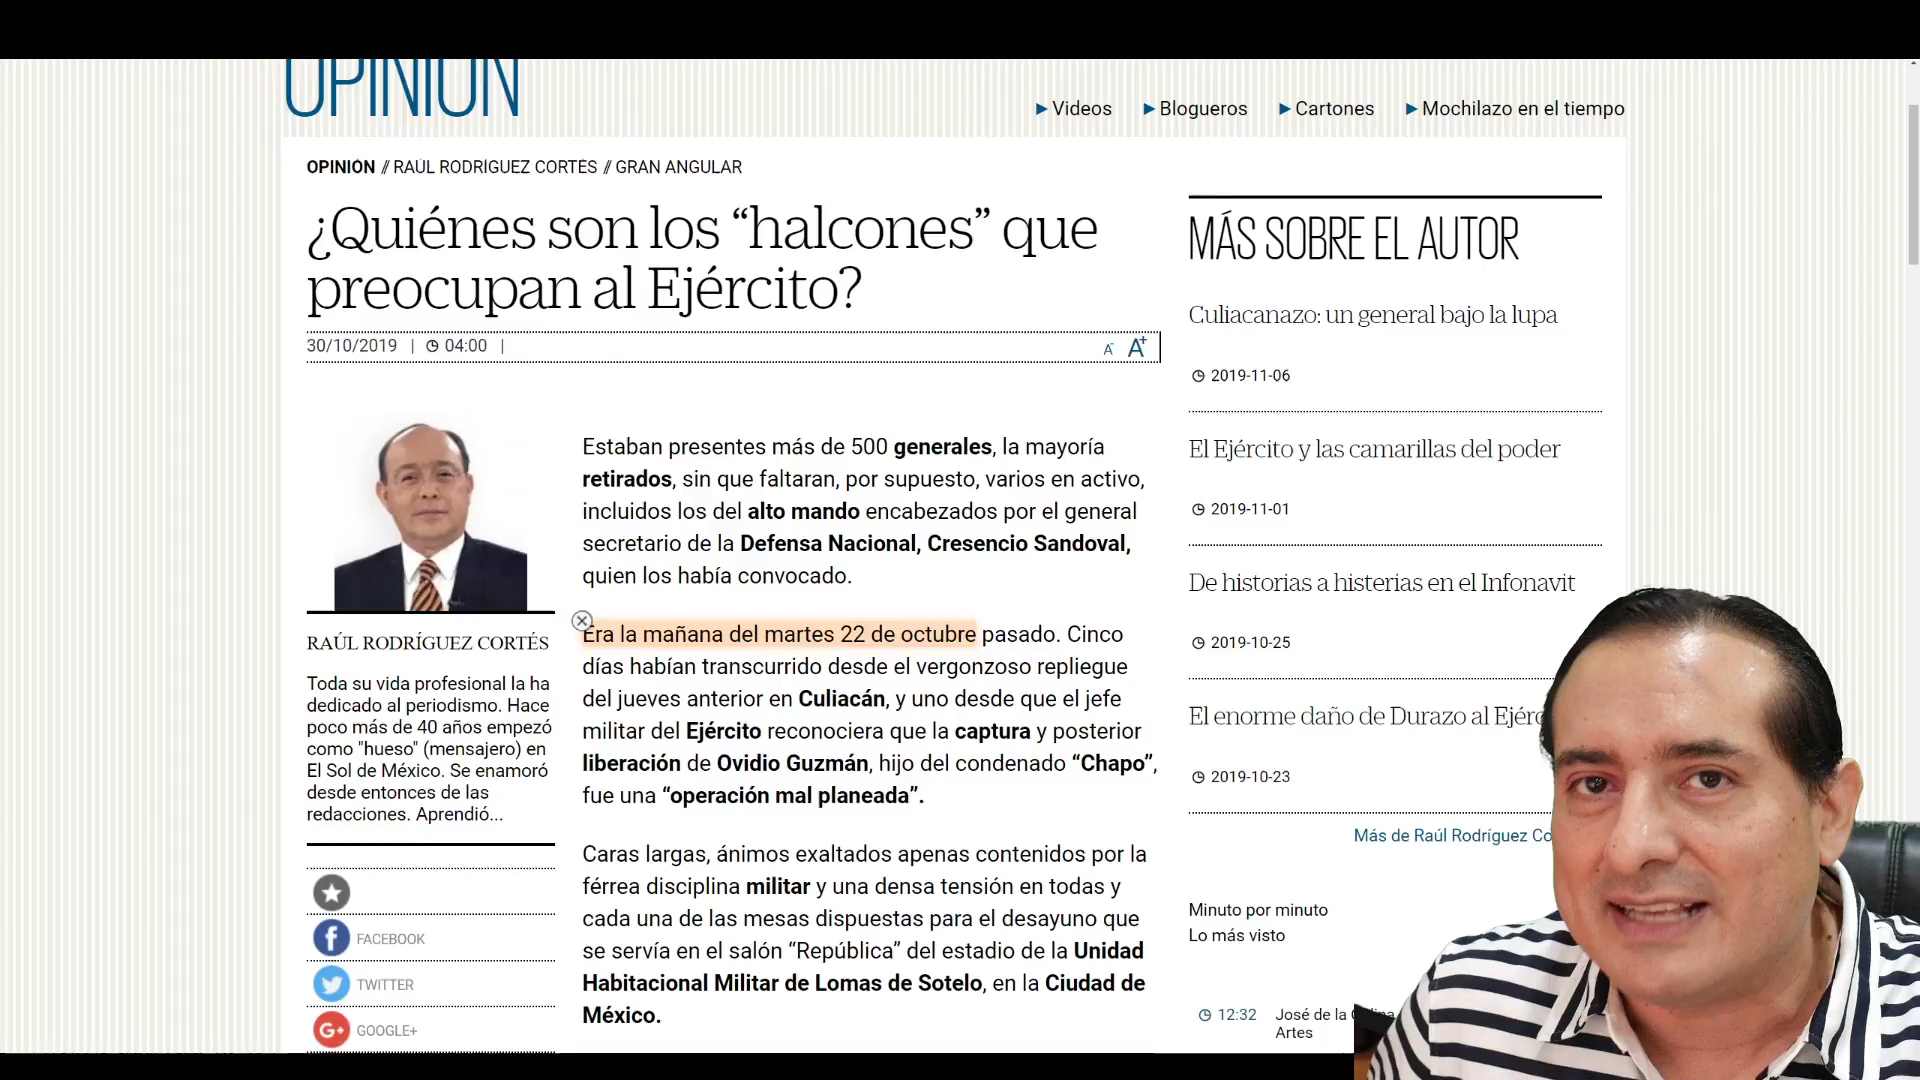 OPINIÓN
Videos
Blogueros
Cartones
Mochilazo en el tiempo
OPINIÓN // RAÚL RODRÍGUEZ CORTÉS // GRAN ANGULAR
¿Quiénes son los “halcones” que
preocupan al Ejército?
30/10/2019 | 04:00 |
A- A+
Estaban presentes más de 500 generales, la mayoría
retirados, sin que faltaran, por supuesto, varios en activo,
incluidos los del alto mando encabezados por el general
secretario de la Defensa Nacional, Cresencio Sandoval,
quien los había convocado.
Era la mañana del martes 22 de octubre pasado. Cinco
días habían transcurrido desde el vergonzoso repliegue
del jueves anterior en Culiacán, y uno desde que el jefe
militar del Ejército reconociera que la captura y posterior
liberación de Ovidio Guzmán, hijo del condenado “Chapo”,
fue una “operación mal planeada”.
Caras largas, ánimos exaltados apenas contenidos por la
férrea disciplina militar y una densa tensión en todas y
cada una de las mesas dispuestas para el desayuno que
se servía en el salón “República” del estadio de la Unidad
Habitacional Militar de Lomas de Sotelo, en la Ciudad de
México.
RAÚL RODRÍGUEZ CORTÉS
Toda su vida profesional la ha
dedicado al periodismo. Hace
poco más de 40 años empezó
como "hueso" (mensajero) en
El Sol de México. Se enamoró
desde entonces de las
redacciones. Aprendió...
FACEBOOK
TWITTER
G+ GOOGLE+
MÁS SOBRE EL AUTOR
Culiacanazo: un general bajo la lupa
2019-11-06
El Ejército y las camarillas del poder
2019-11-01
De historias a histerias en el Infonavit
2019-10-25
El enorme daño de Durazo al Ejérc
2019-10-23
Más de Raúl Rodríguez Co
Minuto por minuto
Lo más visto
12:32 José de la
Artes